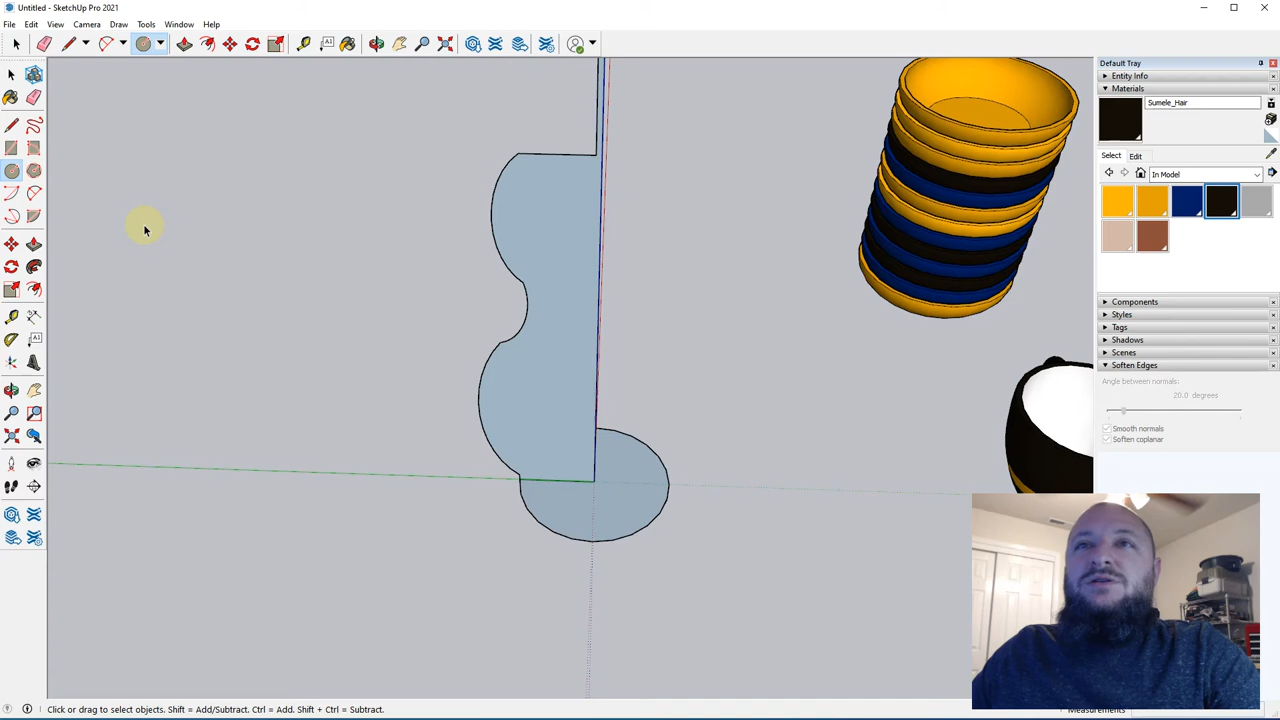 Untitled - SketchUp Pro 2021
File Edit View Camera Draw Tools Window Help
Default Tray
Entity Info
Materials
Sumele_Hair
Select Edit
In Model
Components
Styles
Tags
Shadows
Scenes
Soften Edges
Angle between normals:
20.0 degrees
Smooth normals
Soften coplanar
Click or drag to select objects. Shift = Add/Subtract. Ctrl = Add. Shift + Ctrl = Subtract.
Measurements